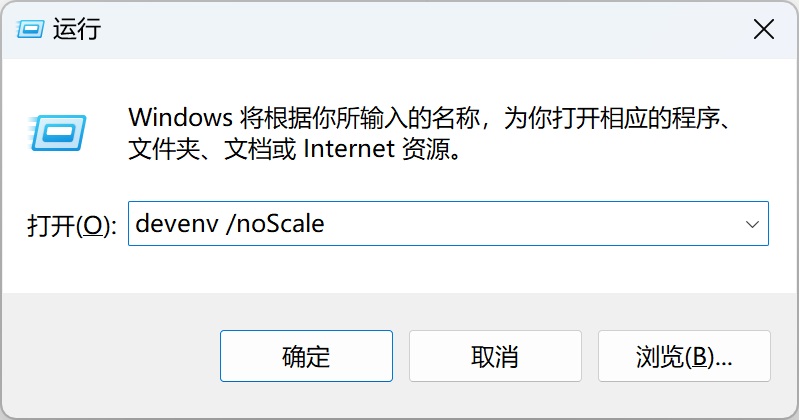 运行
Windows 将根据你所输入的名称，为你打开相应的程序、
文件夹、文档或 Internet 资源。
打开(O): devenv /noScale
确定 取消 浏览(B)...